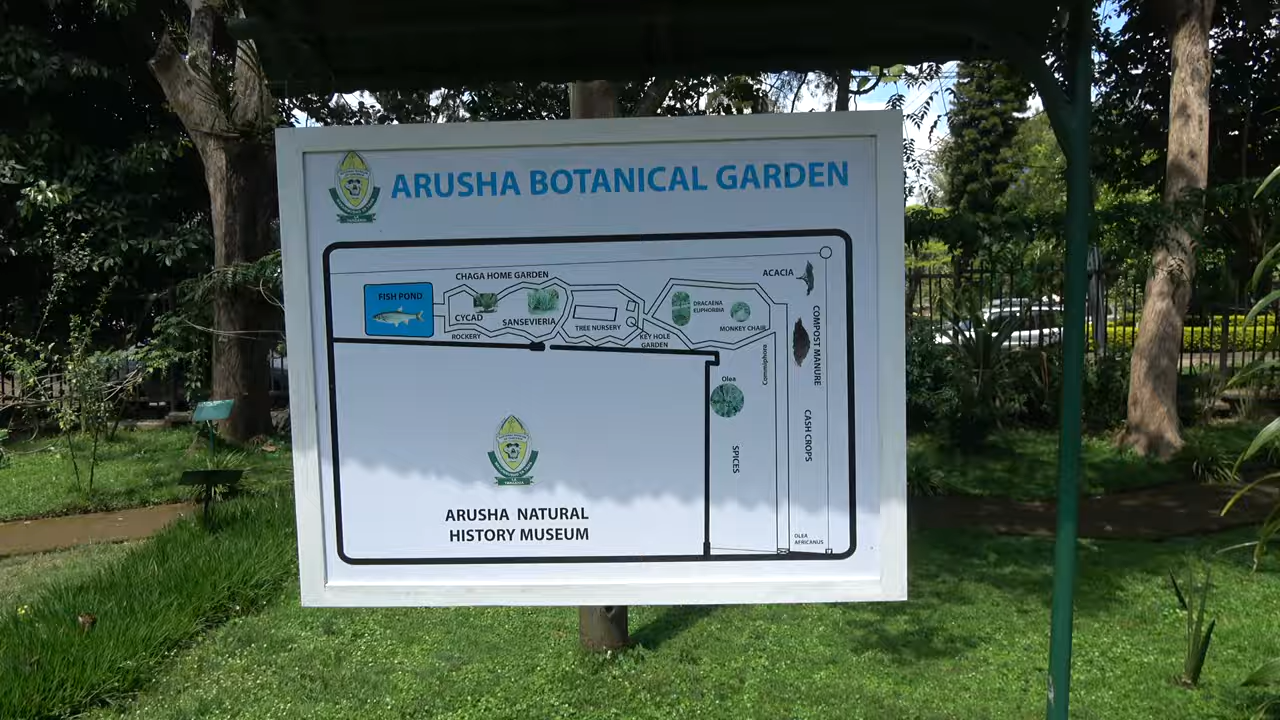 ARUSHA BOTANICAL GARDEN
CHAGA HOME GARDEN
ACACIA
FISH POND
CYCAD
SANSEVIERIA
ROCKERY
TREE NURSERY
KEY HOLE
GARDEN
DRACAENA
EUPHORBIA
MONKEY CHAIR
COMPOST MANURE
Commiphora
Olea
SPICES
CASH CROPS
OLEA
AFRICANUS
ARUSHA NATURAL
HISTORY MUSEUM